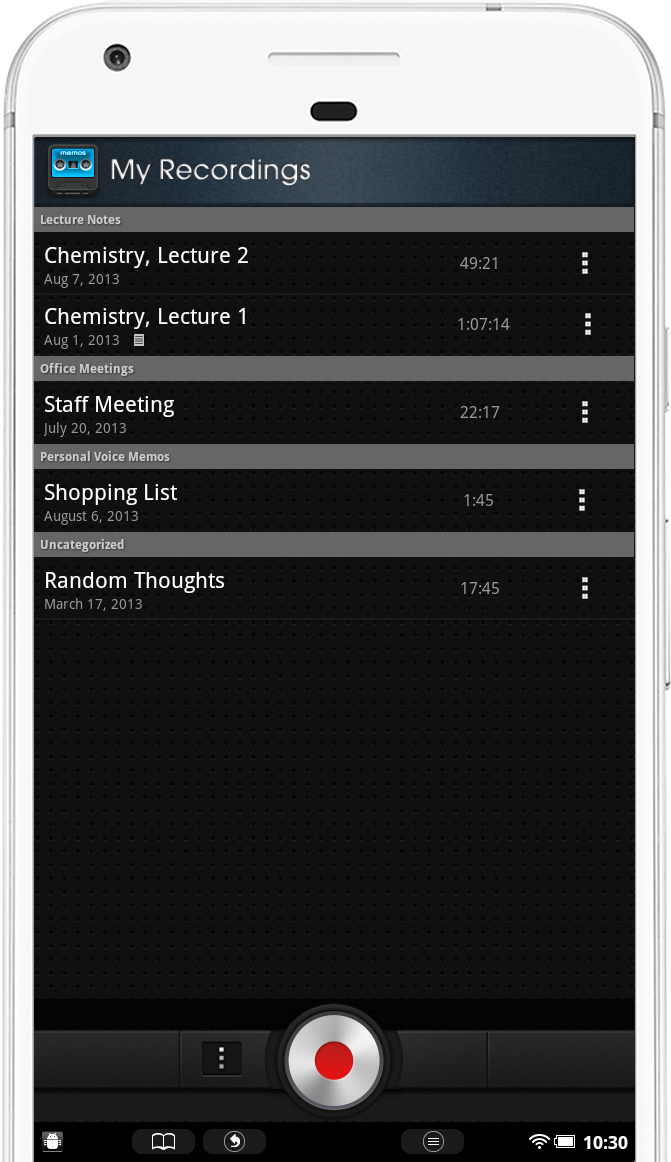 memos
My Recordings
Lecture Notes
Chemistry, Lecture 2
49:21
Aug 7, 2013
Chemistry, Lecture 1
1:07:14
Aug 1, 2013
Office Meetings
Staff Meeting
22:17
July 20, 2013
Personal Voice Memos
Shopping List
1:45
August 6, 2013
Uncategorized
Random Thoughts
17:45
March 17, 2013
10:30